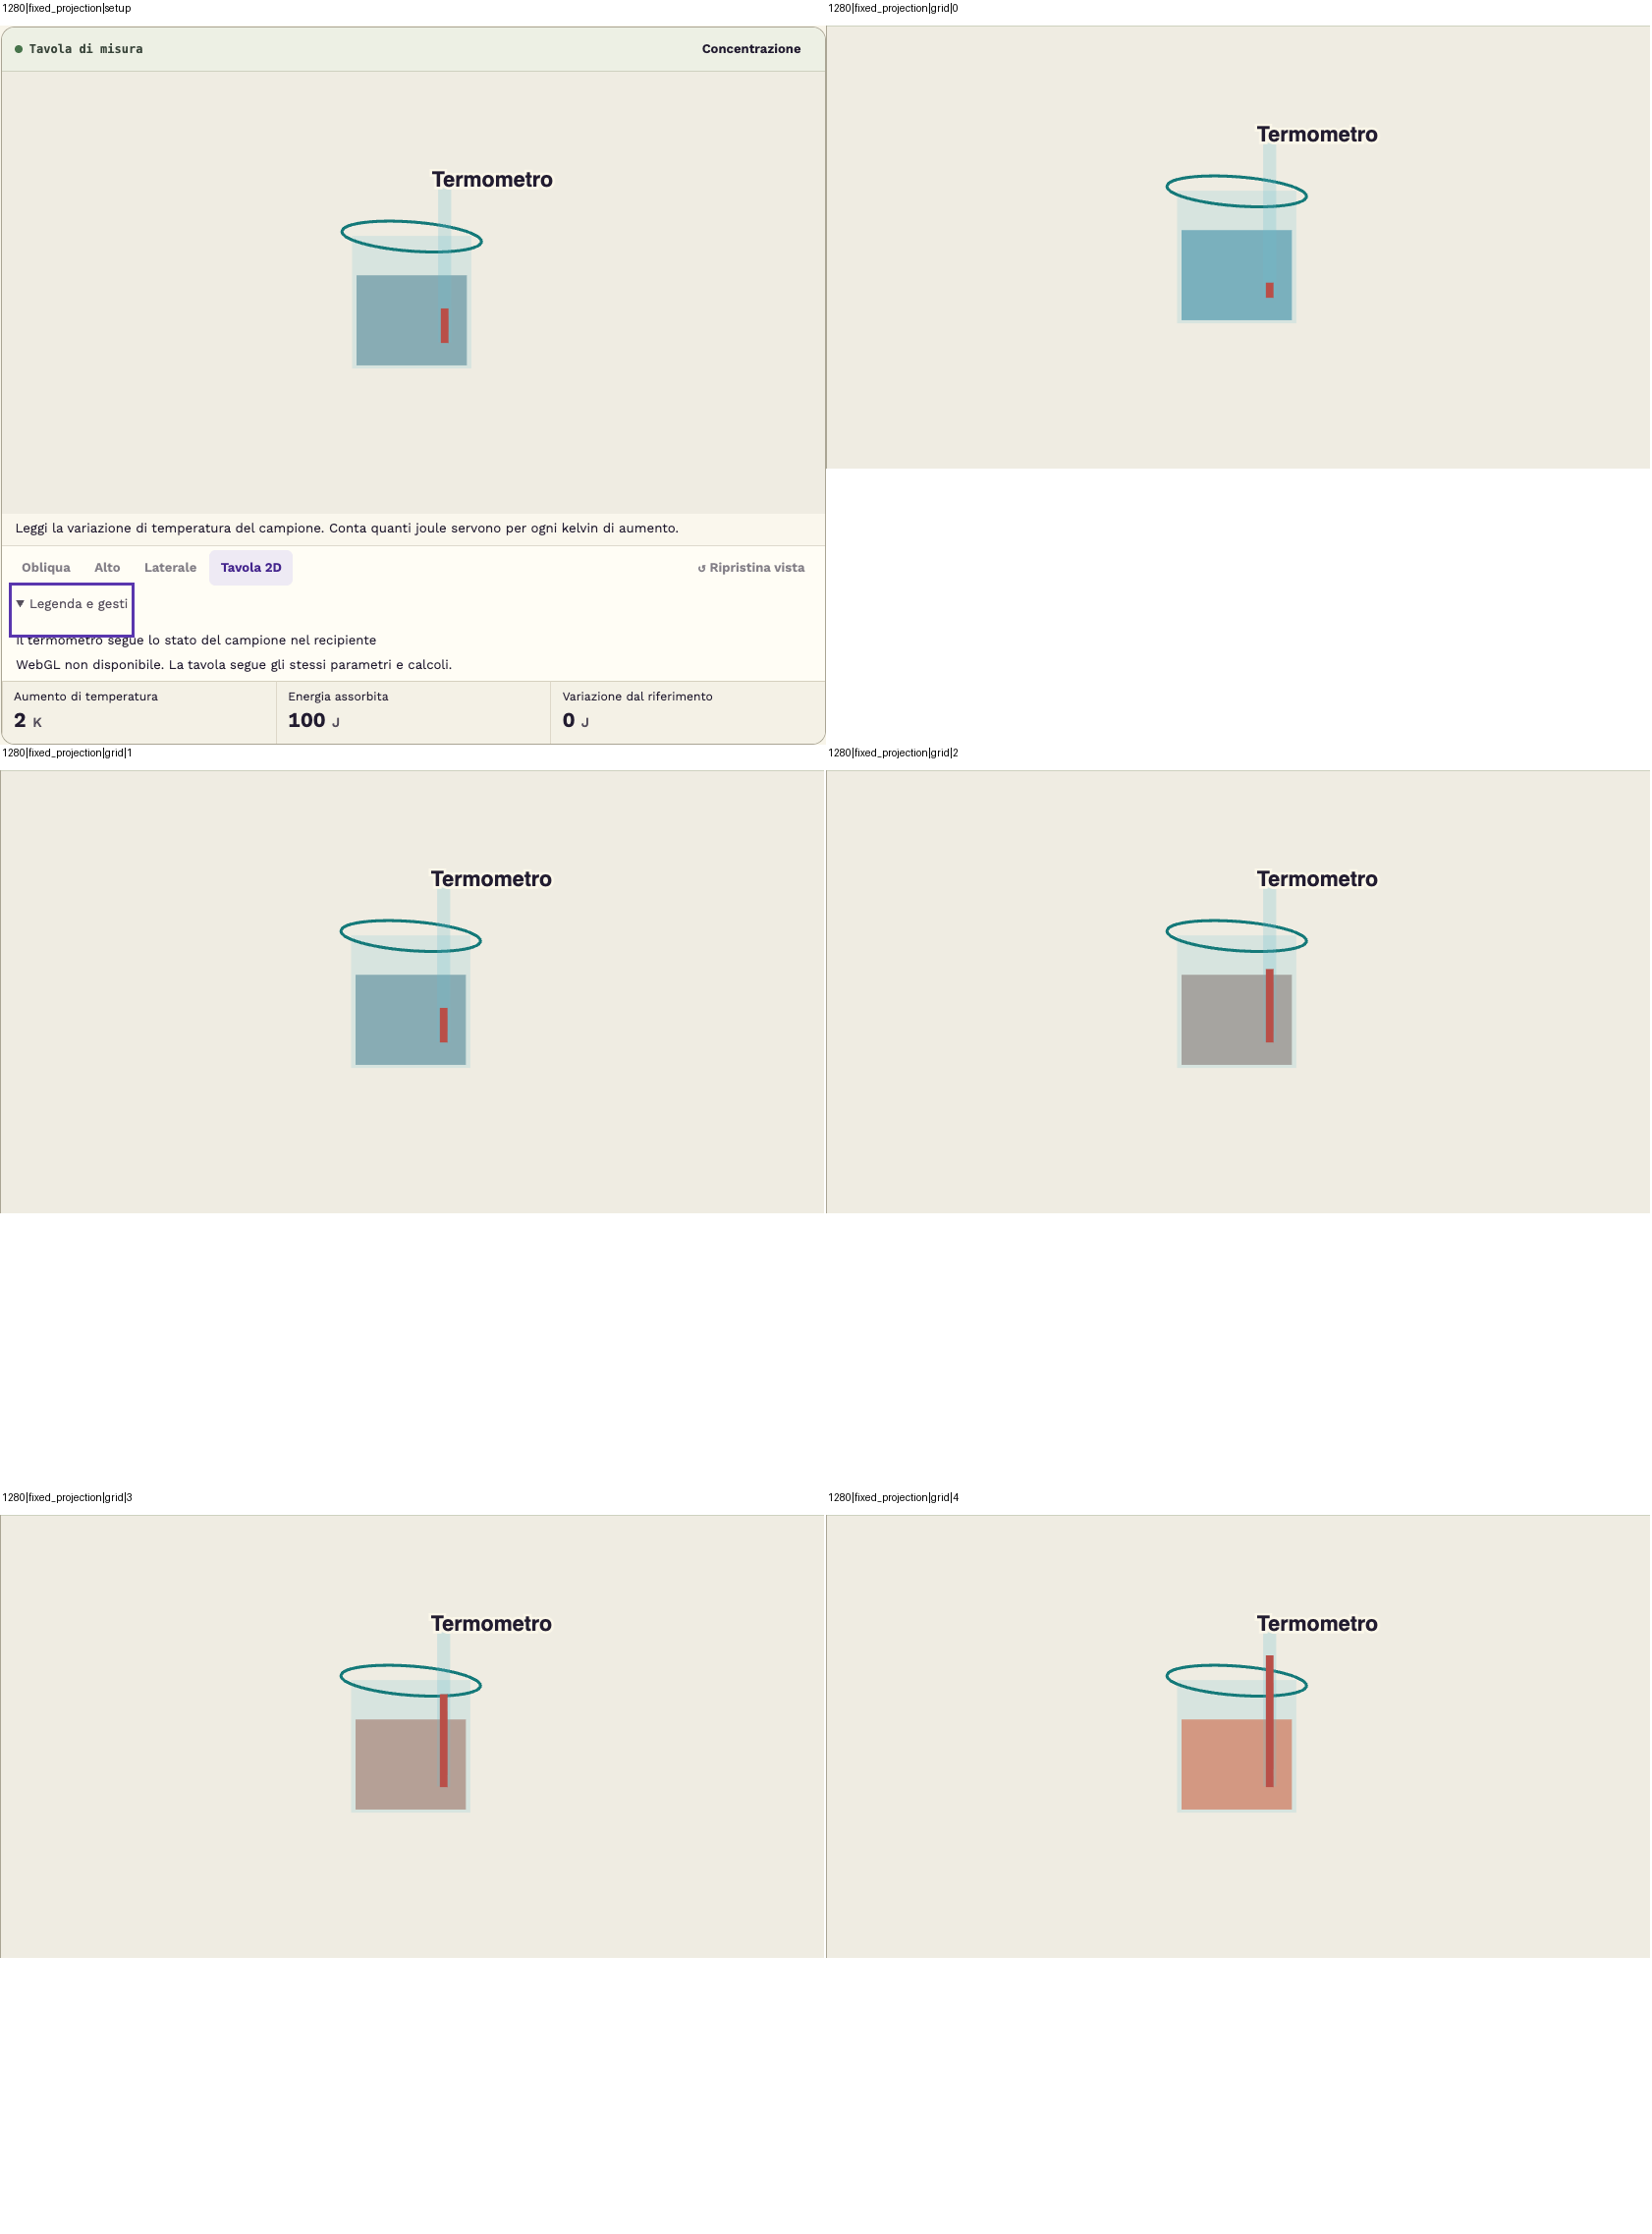 1280|fixed_projection|setup
1280|fixed_projection|grid|0
Tavola di misura
Concentrazione
Termometro
Termometro
Leggi la variazione di temperatura del campione. Conta quanti joule servono per ogni kelvin di aumento.
Obliqua Alto Laterale Tavola 2D ↺ Ripristina vista
▼ Legenda e gesti
Il termometro segue lo stato del campione nel recipiente
WebGL non disponibile. La tavola segue gli stessi parametri e calcoli.
Aumento di temperatura
2 K
Energia assorbita
100 J
Variazione dal riferimento
0 J
1280|fixed_projection|grid|1
1280|fixed_projection|grid|2
Termometro
Termometro
1280|fixed_projection|grid|3
1280|fixed_projection|grid|4
Termometro
Termometro